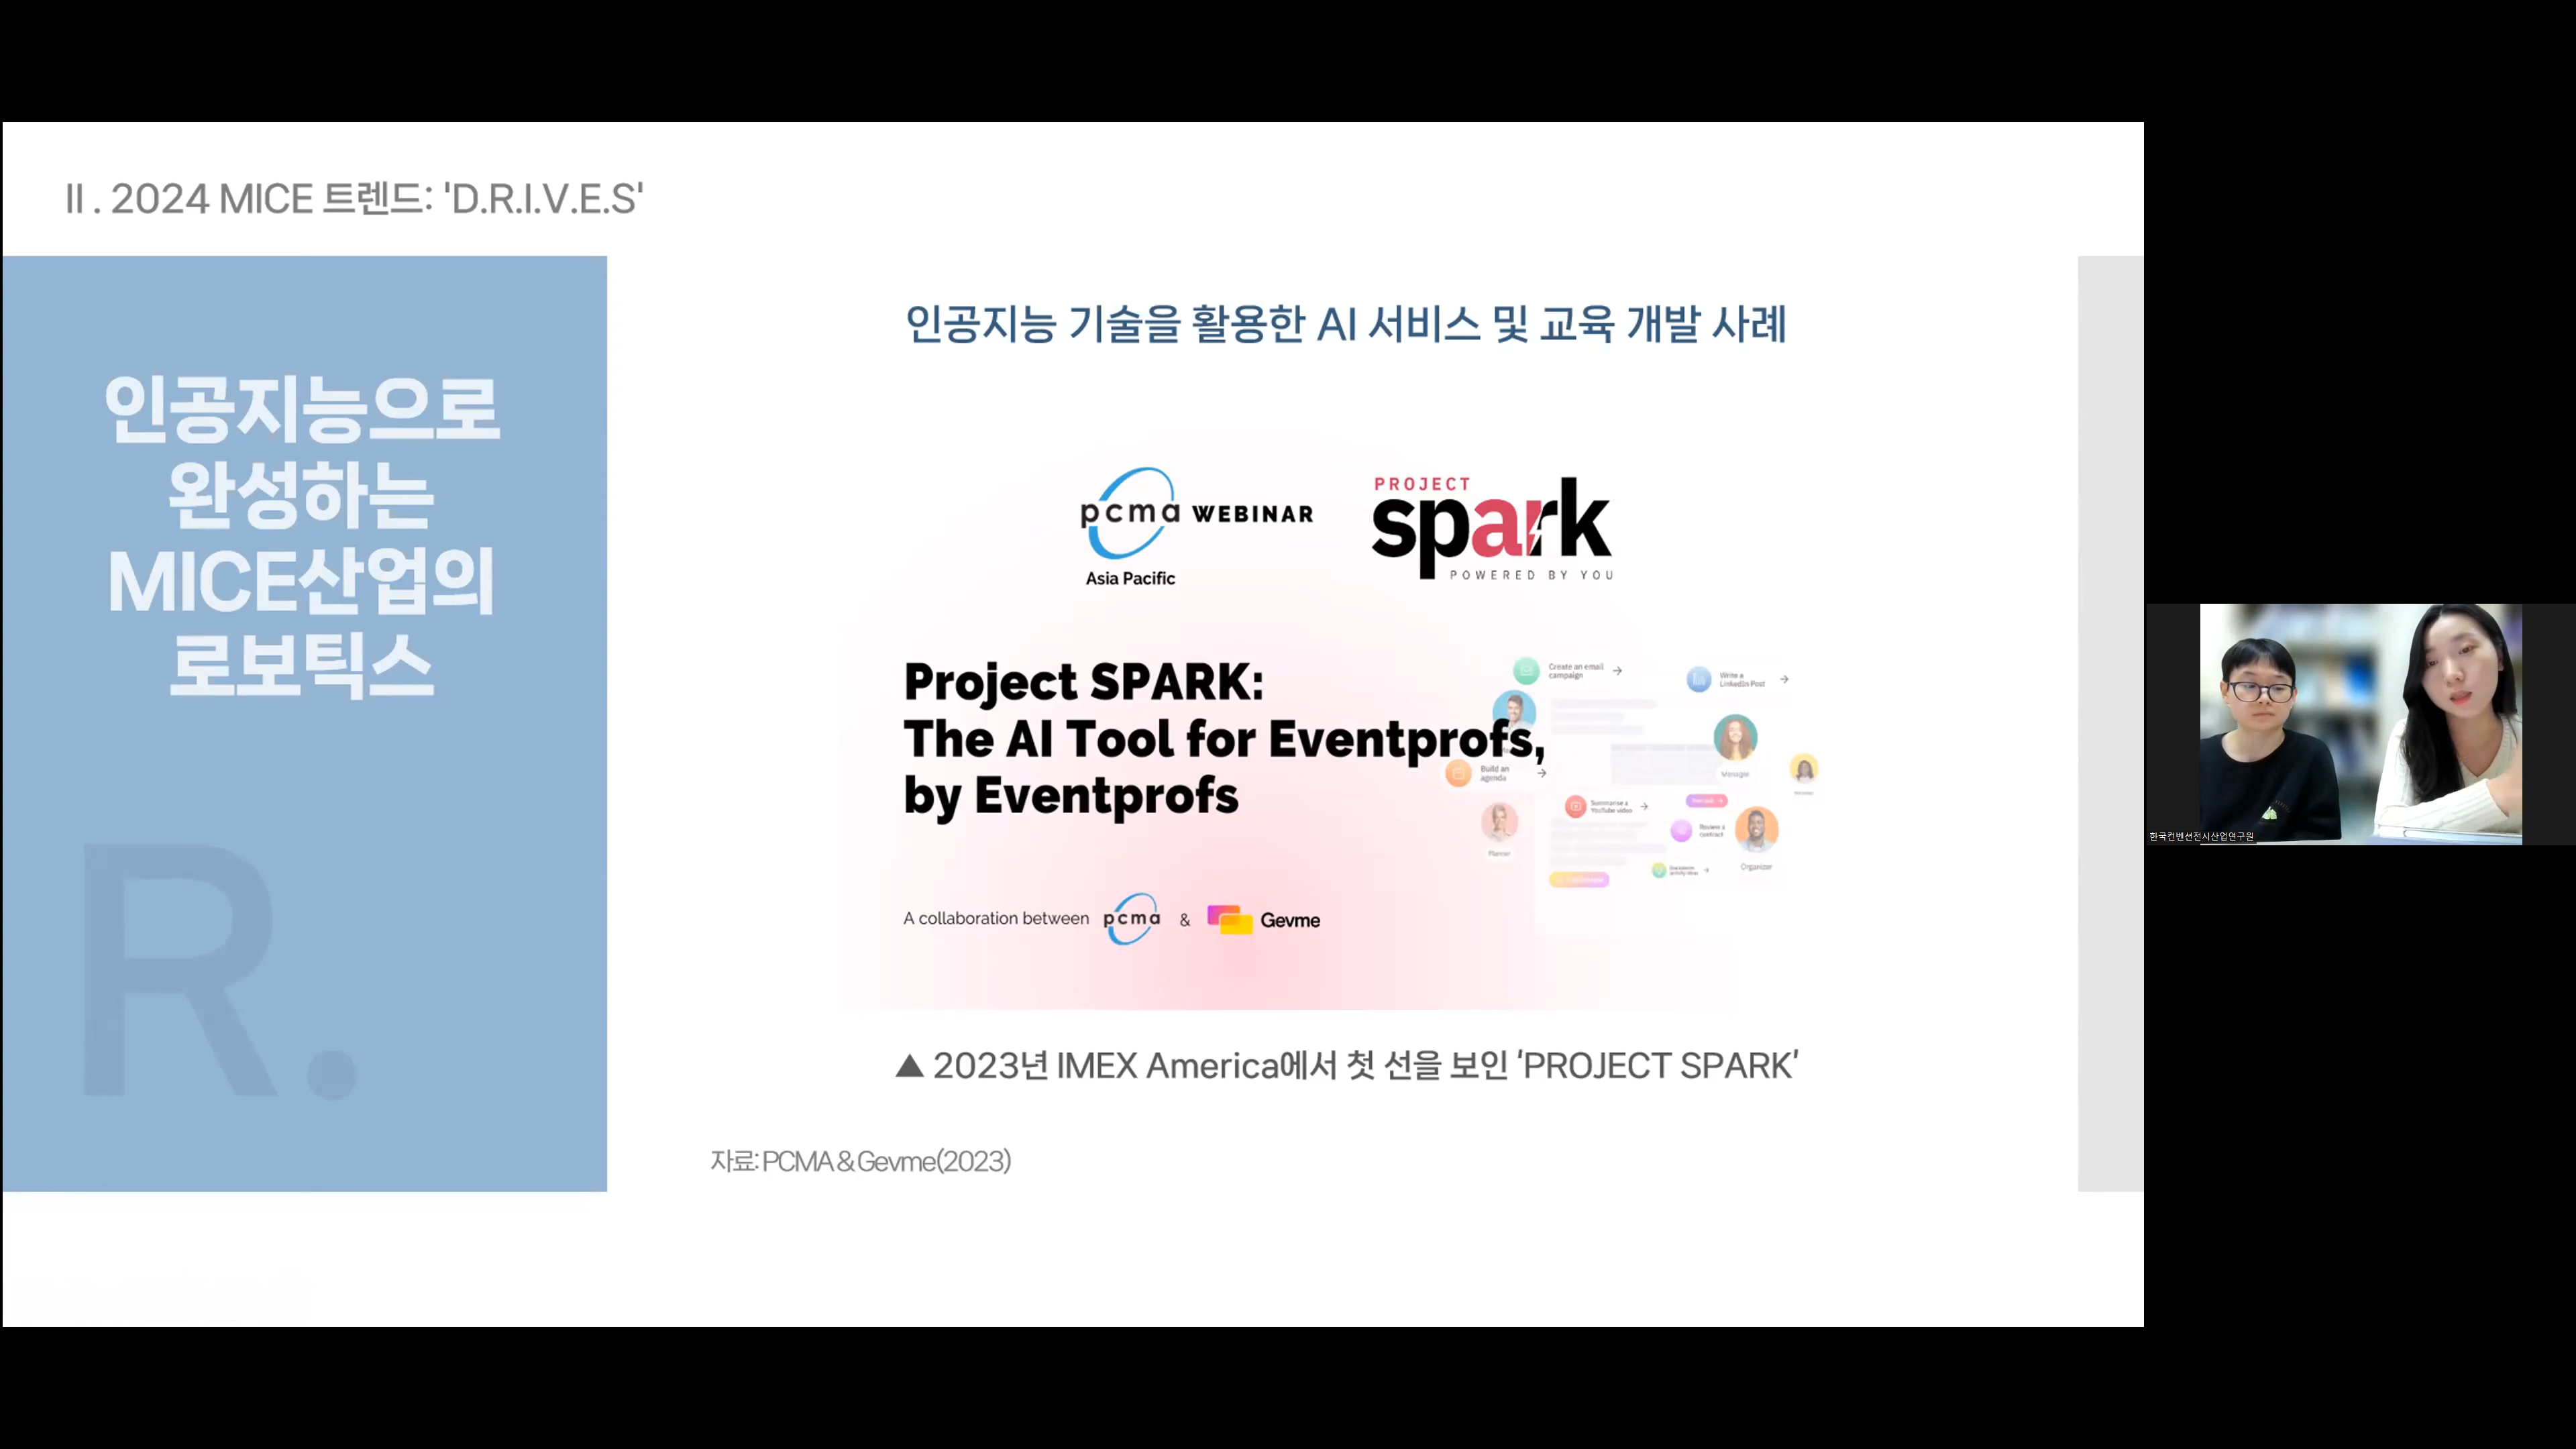 II . 2024 MICE 트렌드: 'D.R.I.V.E.S'
인공지능으로
완성하는
MICE산업의
로보틱스
R.
인공지능 기술을 활용한 AI 서비스 및 교육 개발 사례
pcma WEBINAR
Asia Pacific
PROJECT
spark
POWERED BY YOU
Project SPARK:
The AI Tool for Eventprofs,
by Eventprofs
Create an email
campaign
Write a
LinkedIn Post
Build an
agenda
Manager
Summarise a
YouTube video
Review a
contract
Planner
Organizer
A collaboration between pcma & Gevme
▲ 2023년 IMEX America에서 첫 선을 보인 'PROJECT SPARK'
자료: PCMA & Gevme(2023)
한국컨벤션전시산업연구원